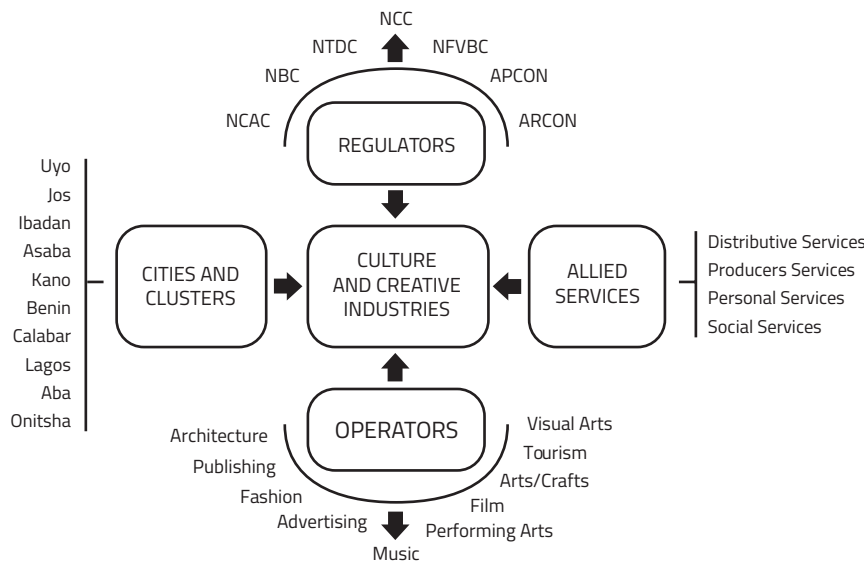 NCC
NTDC
NFVBC
NBC
APCON
NCAC
ARCON
REGULATORS
Uyo
Jos
Ibadan
Asaba
Kano
Benin
Calabar
Lagos
Aba
Onitsha
CITIES AND
CLUSTERS
CULTURE
AND CREATIVE
INDUSTRIES
ALLIED
SERVICES
Distributive Services
Producers Services
Personal Services
Social Services
OPERATORS
Architecture
Publishing
Fashion
Advertising
Music
Visual Arts
Tourism
Arts/Crafts
Film
Performing Arts